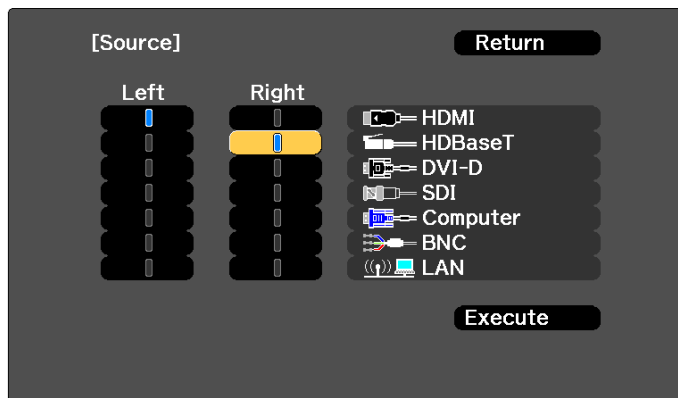 [Source] Return
Left Right
HDMI
HDBaseT
DVI-D
SDI
Computer
BNC
LAN
Execute